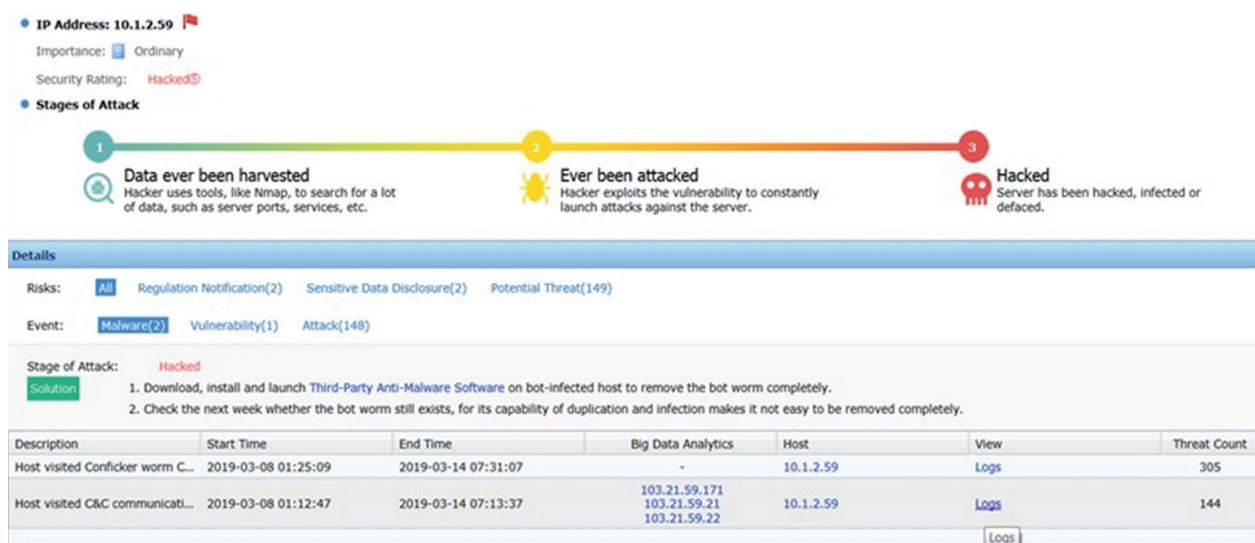 IP Address: 10.1.2.59
Importance: Ordinary
Security Rating: Hacked⑤
Stages of Attack
1 2 3
Data ever been harvested
Hacker uses tools, like Nmap, to search for a lot
of data, such as server ports, services, etc.
Ever been attacked
Hacker exploits the vulnerability to constantly
launch attacks against the server.
Hacked
Server has been hacked, infected or
defaced.
Details
Risks: All Regulation Notification(2) Sensitive Data Disclosure(2) Potential Threat(149)
Event: Malware(2) Vulnerability(1) Attack(148)
Stage of Attack: Hacked
Solution 1. Download, install and launch Third-Party Anti-Malware Software on bot-infected host to remove the bot worm completely.
2. Check the next week whether the bot worm still exists, for its capability of duplication and infection makes it not easy to be removed completely.
Description Start Time End Time Big Data Analytics Host View Threat Count
Host visited Conficker worm C... 2019-03-08 01:25:09 2019-03-14 07:31:07 - 10.1.2.59 Logs 305
Host visited C&C communicati... 2019-03-08 01:12:47 2019-03-14 07:13:37 103.21.59.171 10.1.2.59 Logs 144
103.21.59.21
103.21.59.22
Logs